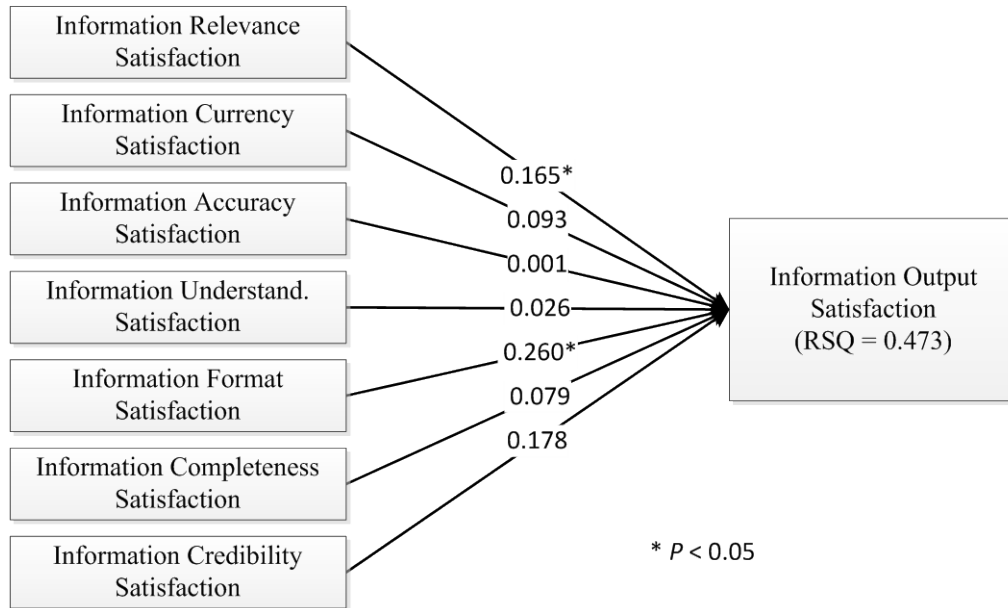 Information Relevance
Satisfaction
Information Currency
Satisfaction
Information Accuracy
Satisfaction
Information Understand.
Satisfaction
Information Format
Satisfaction
Information Completeness
Satisfaction
Information Credibility
Satisfaction
0.165*
0.093
0.001
0.026
0.260*
0.079
0.178
Information Output
Satisfaction
(RSQ = 0.473)
* P < 0.05